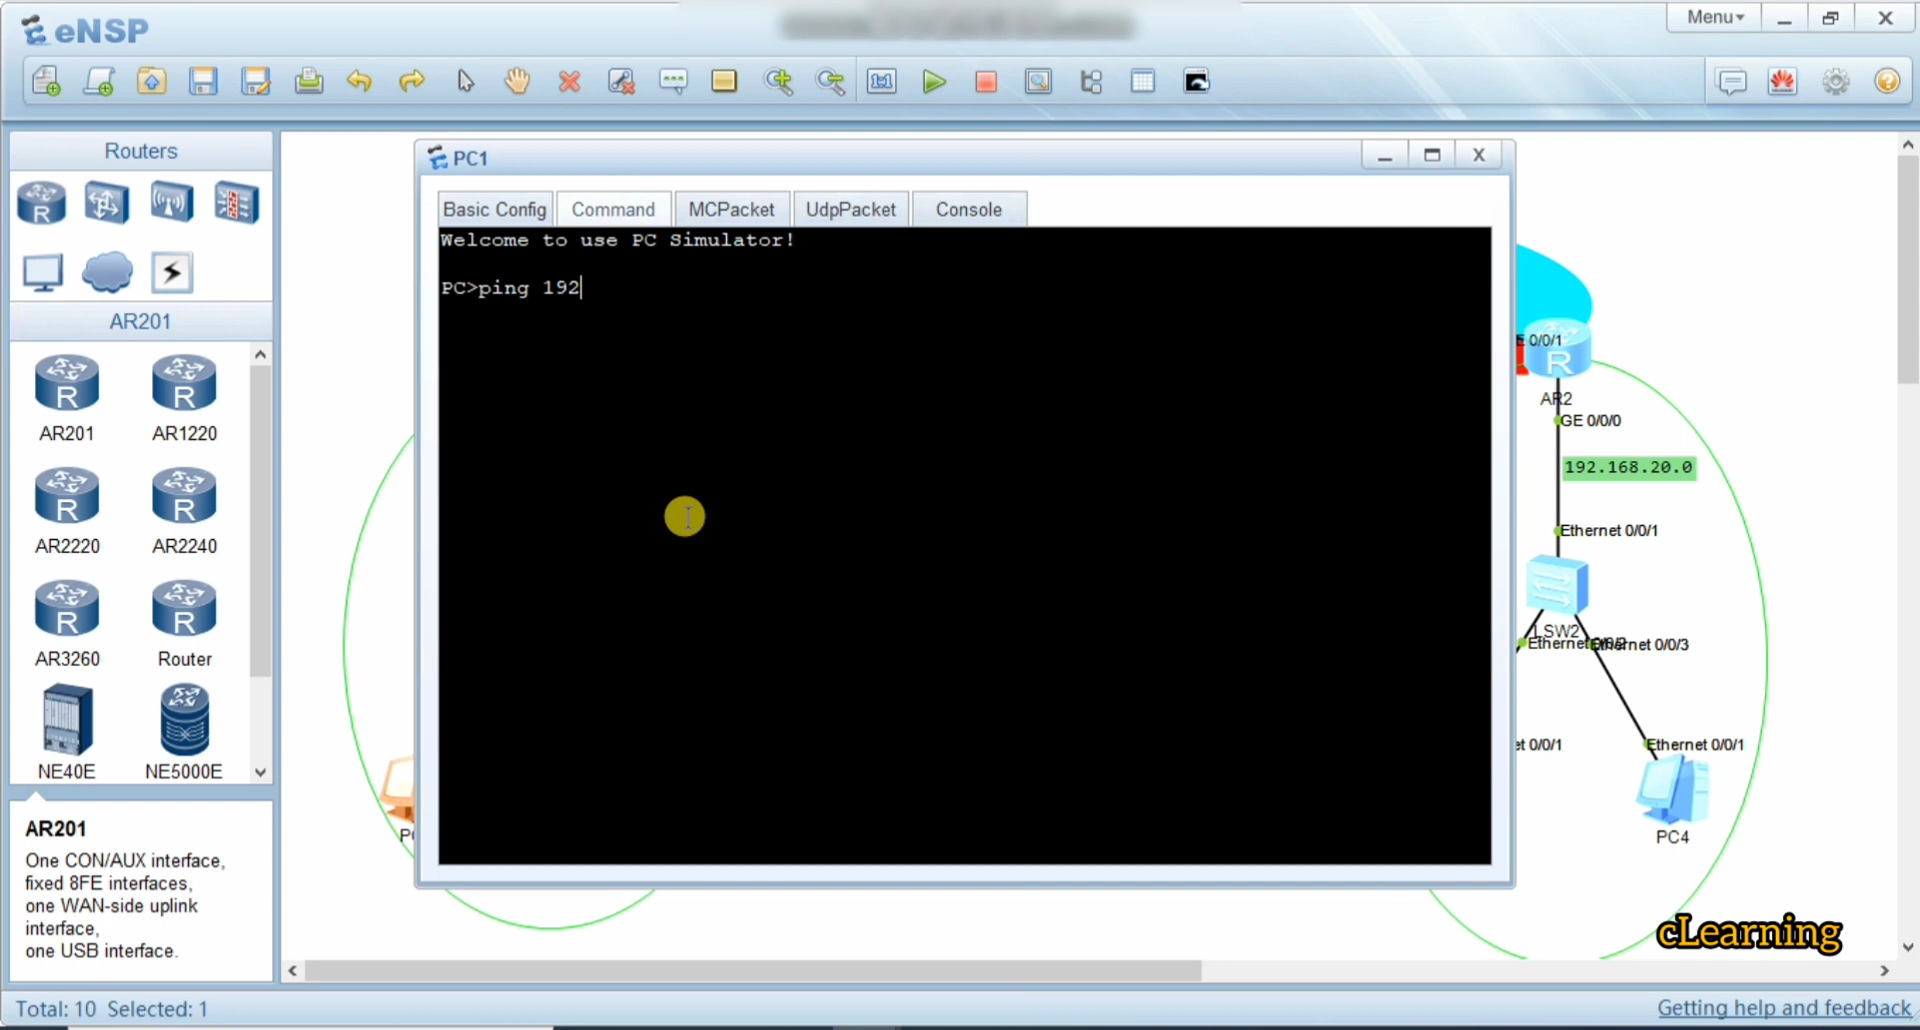 eNSP
Menu
Routers
AR201
AR201
AR1220
AR2220
AR2240
AR3260
Router
NE40E
NE5000E
AR201
One CON/AUX interface,
fixed 8FE interfaces,
one WAN-side uplink
interface,
one USB interface.
PC1
Basic Config
Command
MCPacket
UdpPacket
Console
Welcome to use PC Simulator!
PC>ping 192
0/0/1
AR2
GE 0/0/0
192.168.20.0
Ethernet 0/0/1
LSW2
Ethernet
Ethernet 0/0/3
0/0/1
Ethernet 0/0/1
PC4
cLearning
Total: 10 Selected: 1
Getting help and feedback